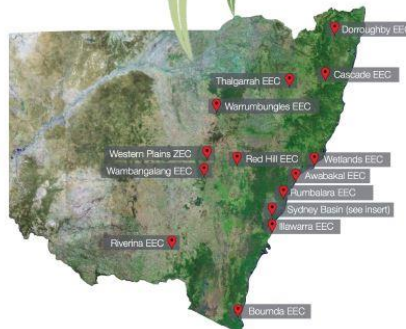 Dorroughby EEC
Thalgarrah EEC
Cascade EEC
Warrumbungles EEC
Western Plains ZEC
Red Hill EEC
Wetlands EEC
Wambangalang EEC
Awabakal EEC
Rumbalara EEC
Sydney Basin (see insert)
Illawarra EEC
Riverina EEC
Bournda EEC